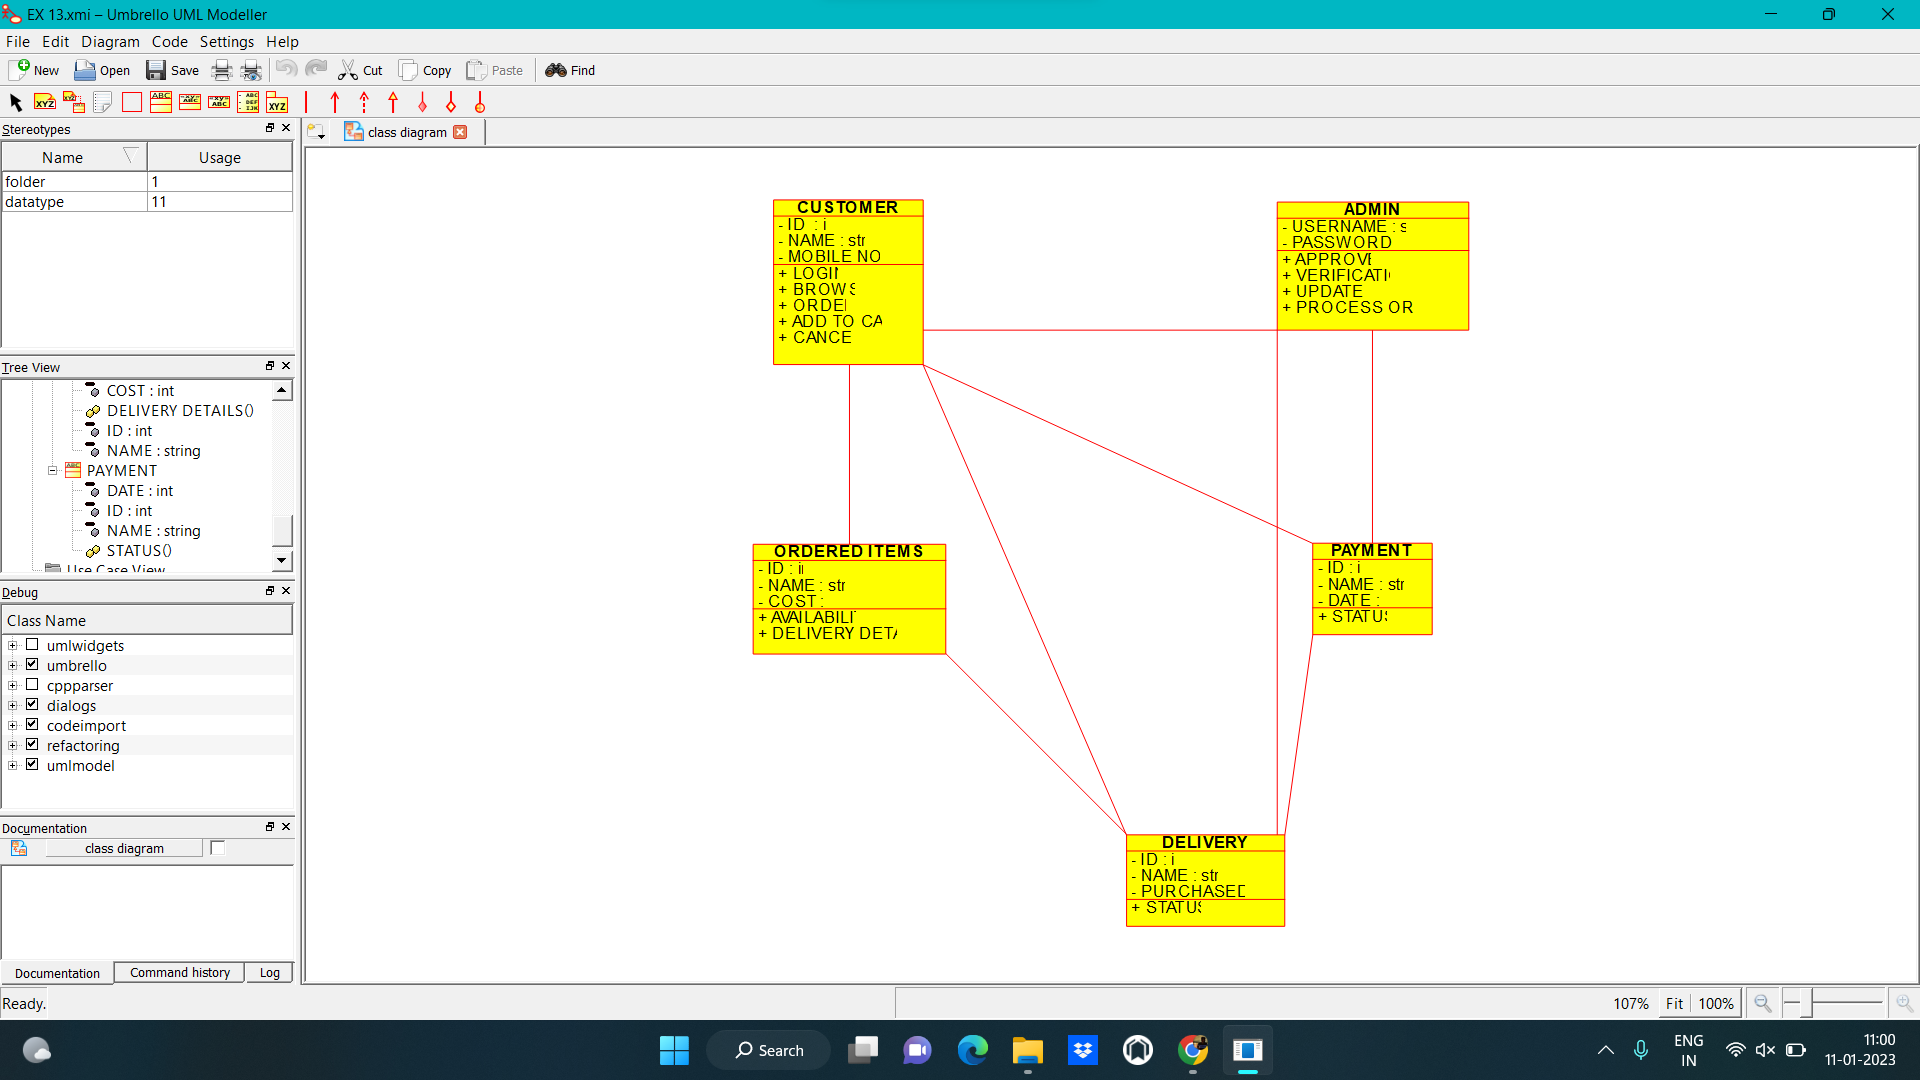 EX 13.xmi – Umbrello UML Modeller
File Edit Diagram Code Settings Help
New Open Save Cut Copy Paste Find
class diagram
Stereotypes
Name Usage
folder 1
datatype 11
Tree View
COST : int
DELIVERY DETAILS()
ID : int
NAME : string
PAYMENT
DATE : int
ID : int
NAME : string
STATUS()
Use Case View
Debug
Class Name
umlwidgets
umbrello
cppparser
dialogs
codeimport
refactoring
umlmodel
Documentation
class diagram
Documentation Command history Log
Ready.
CUSTOMER
- ID : i
- NAME : str
- MOBILE NO
+ LOGIN
+ BROWS
+ ORDE
+ ADD TO CA
+ CANCE
ADMIN
- USERNAME : s
- PASSWORD
+ APPROVE
+ VERIFICATI
+ UPDATE
+ PROCESS OR
ORDERED ITEMS
- ID : i
- NAME : str
- COST :
+ AVAILABILI
+ DELIVERY DETA
PAYMENT
- ID : i
- NAME : str
- DATE :
+ STATUS
DELIVERY
- ID : i
- NAME : str
- PURCHASED
+ STATUS
107% Fit 100%
Search
ENG
IN
11:00
11-01-2023